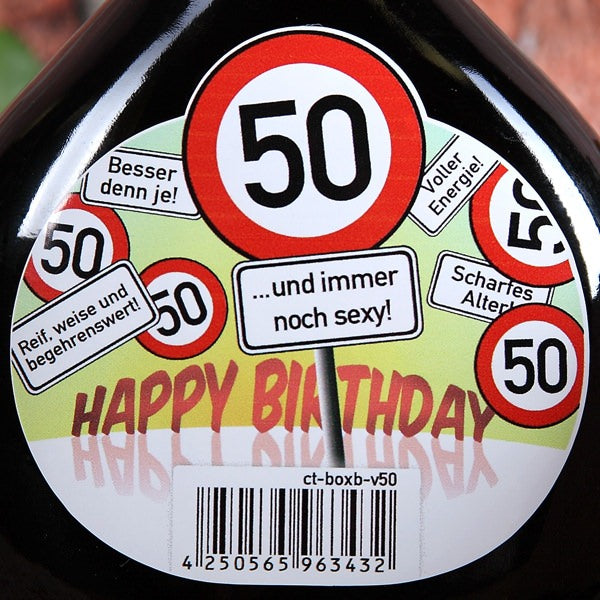 50
Besser
denn je!
Voller
Energie!
50
50
Reif, weise und
begehrenswert!
50
...und immer
noch sexy!
Scharfes
Alter!
50
HAPPY BIRTHDAY
ct-boxb-v50
4 250565 963432